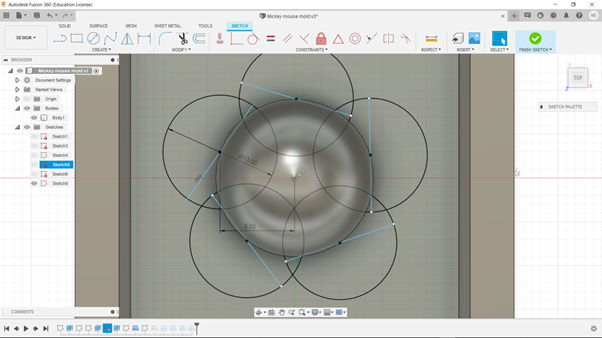 Autodesk Fusion 360 (Education License)
Mickey mouse mold v3*
SOLID SURFACE MESH SHEET METAL TOOLS SKETCH
DESIGN
CREATE MODIFY CONSTRAINTS INSPECT INSERT SELECT FINISH SKETCH
BROWSER
Mickey mouse mold v3
Document Settings
Named Views
Origin
Bodies
Body1
Sketches
Sketch1
Sketch3
Sketch4
Sketch5
Sketch6
Sketch8
TOP
SKETCH PALETTE
Ø13.00
6.50
COMMENTS